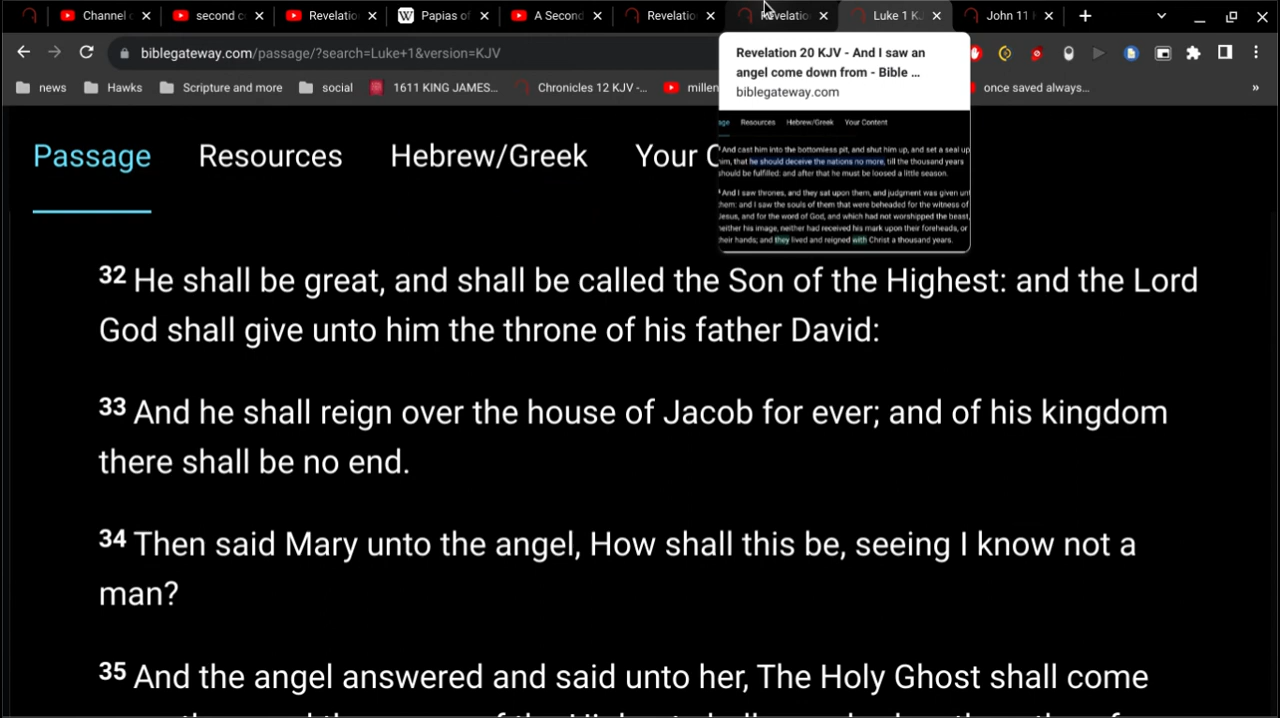 Channel c
second c
Revelatio
Papias of
A Second
Revelatio
Revelatio
Luke 1 K
John 11 K
biblegateway.com/passage/?search=Luke+1&version=KJV
news
Hawks
Scripture and more
social
1611 KING JAMES...
Chronicles 12 KJV -...
millen
once saved always...
»
Revelation 20 KJV - And I saw an
angel come down from - Bible ...
biblegateway.com
age Resources Hebrew/Greek Your Content
And cast him into the bottomless pit, and shut him up, and set a seal up
him, that he should deceive the nations no more, till the thousand years
should be fulfilled: and after that he must be loosed a little season.
And I saw thrones, and they sat upon them, and judgment was given unt
them: and I saw the souls of them that were beheaded for the witness of
Jesus, and for the word of God, and which had not worshipped the beast,
neither his image, neither had received his mark upon their foreheads, or
their hands; and they lived and reigned with Christ a thousand years.
Passage Resources Hebrew/Greek Your C
32 He shall be great, and shall be called the Son of the Highest: and the Lord
God shall give unto him the throne of his father David:
33 And he shall reign over the house of Jacob for ever; and of his kingdom
there shall be no end.
34 Then said Mary unto the angel, How shall this be, seeing I know not a
man?
35 And the angel answered and said unto her, The Holy Ghost shall come